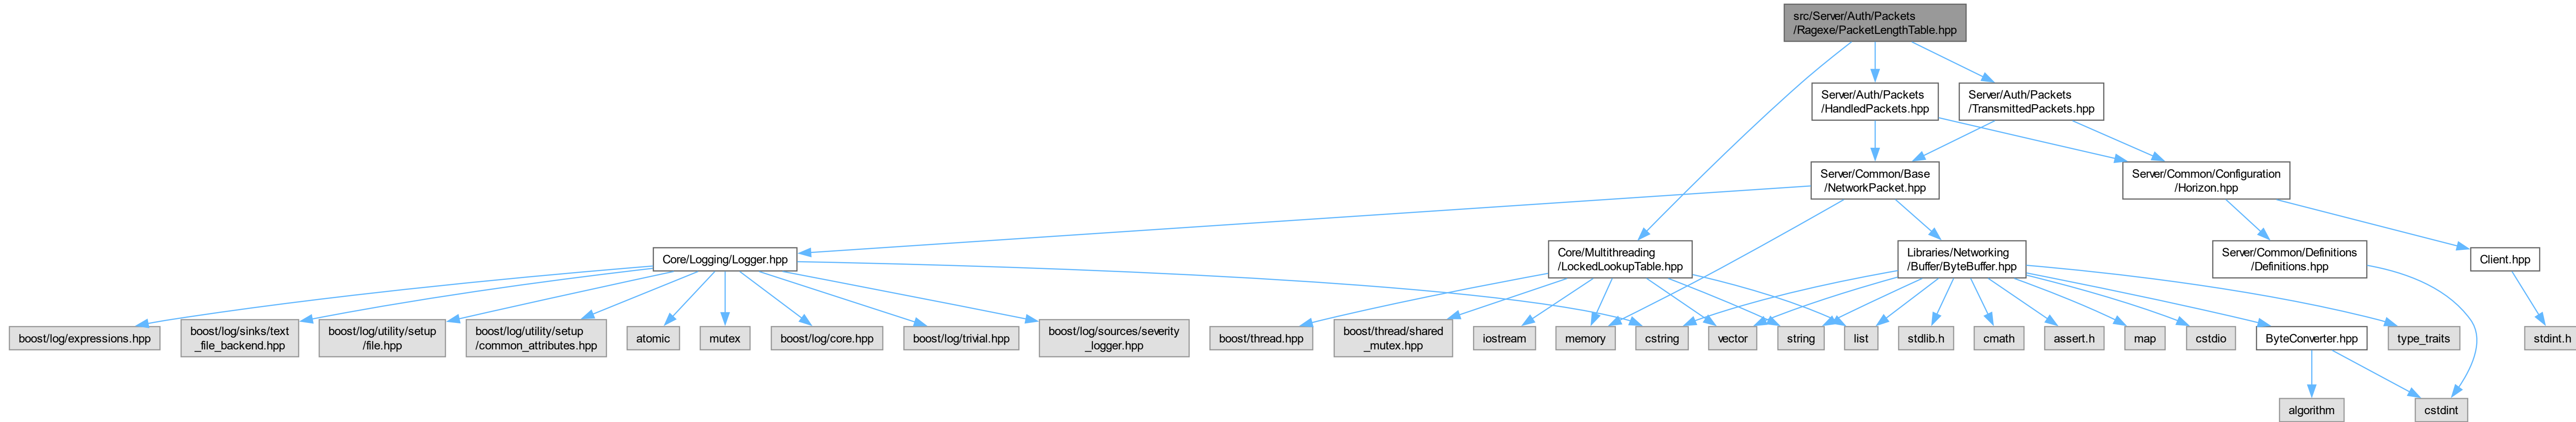 src/Server/Auth/Packets
/Ragexe/PacketLengthTable.hpp
Server/Auth/Packets
/HandledPackets.hpp
Server/Auth/Packets
/TransmittedPackets.hpp
Server/Common/Base
/NetworkPacket.hpp
Server/Common/Configuration
/Horizon.hpp
Core/Logging/Logger.hpp
Core/Multithreading
/LockedLookupTable.hpp
Libraries/Networking
/Buffer/ByteBuffer.hpp
Server/Common/Definitions
/Definitions.hpp
Client.hpp
boost/log/expressions.hpp
boost/log/sinks/text
_file_backend.hpp
boost/log/utility/setup
/file.hpp
boost/log/utility/setup
/common_attributes.hpp
atomic
mutex
boost/log/core.hpp
boost/log/trivial.hpp
boost/log/sources/severity
_logger.hpp
boost/thread.hpp
boost/thread/shared
_mutex.hpp
iostream
memory
cstring
vector
string
list
stdlib.h
cmath
assert.h
map
cstdio
ByteConverter.hpp
type_traits
stdint.h
algorithm
cstdint